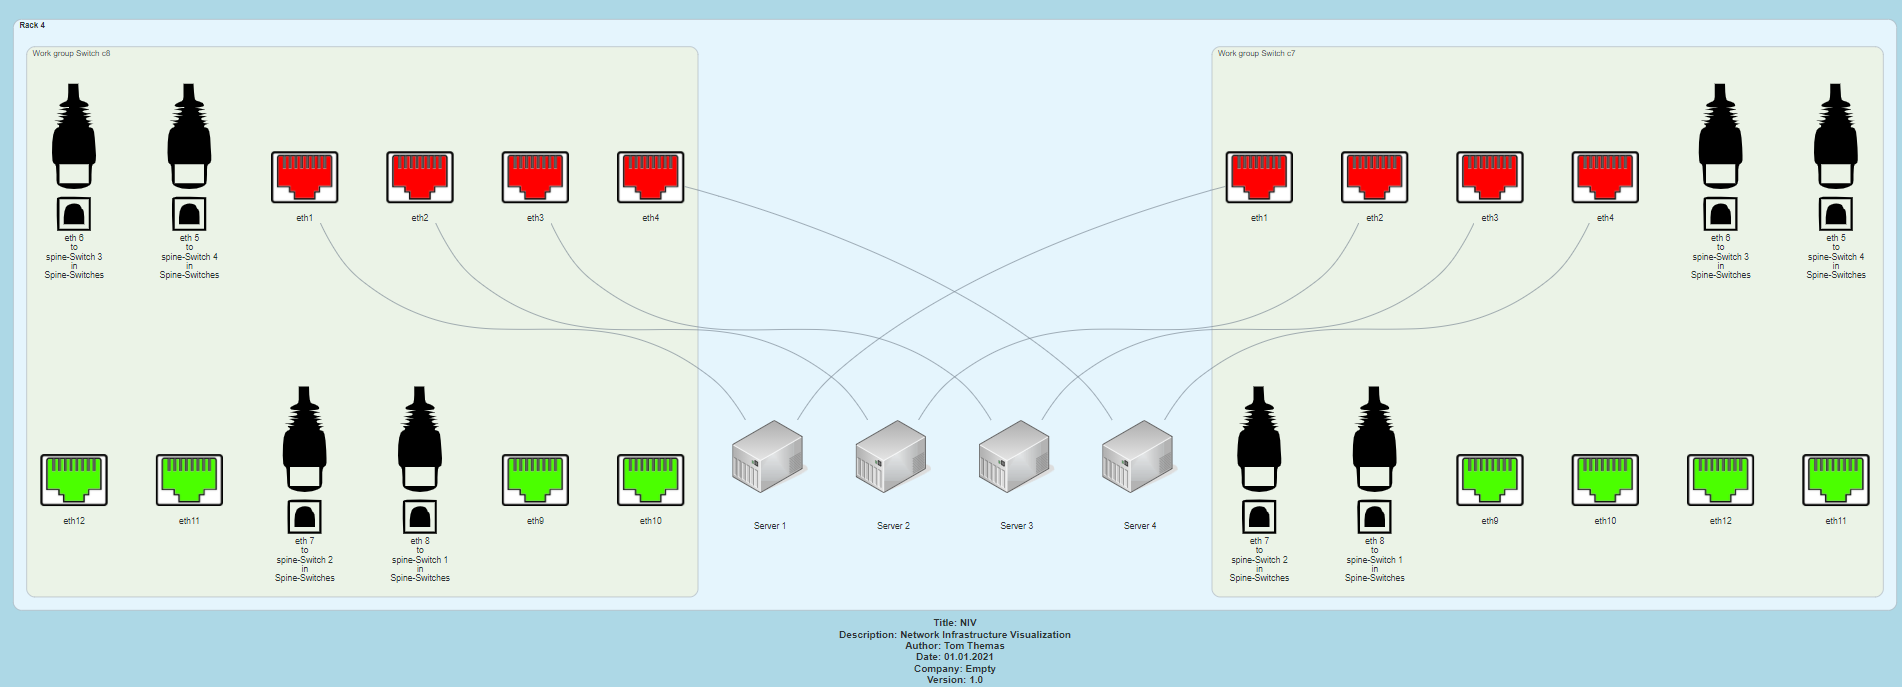 Rack 4
Work group Switch c8
eth 6
to
spine-Switch 3
in
Spine-Switches
eth 5
to
spine-Switch 4
in
Spine-Switches
eth1
eth2
eth3
eth4
eth12
eth11
eth 7
to
spine-Switch 2
in
Spine-Switches
eth 8
to
spine-Switch 1
in
Spine-Switches
eth9
eth10
Server 1
Server 2
Server 3
Server 4
Work group Switch c7
eth1
eth2
eth3
eth4
eth 6
to
spine-Switch 3
in
Spine-Switches
eth 5
to
spine-Switch 4
in
Spine-Switches
eth 7
to
spine-Switch 2
in
Spine-Switches
eth 8
to
spine-Switch 1
in
Spine-Switches
eth9
eth10
eth12
eth11
Title: NIV
Description: Network Infrastructure Visualization
Author: Tom Themas
Date: 01.01.2021
Company: Empty
Version: 1.0